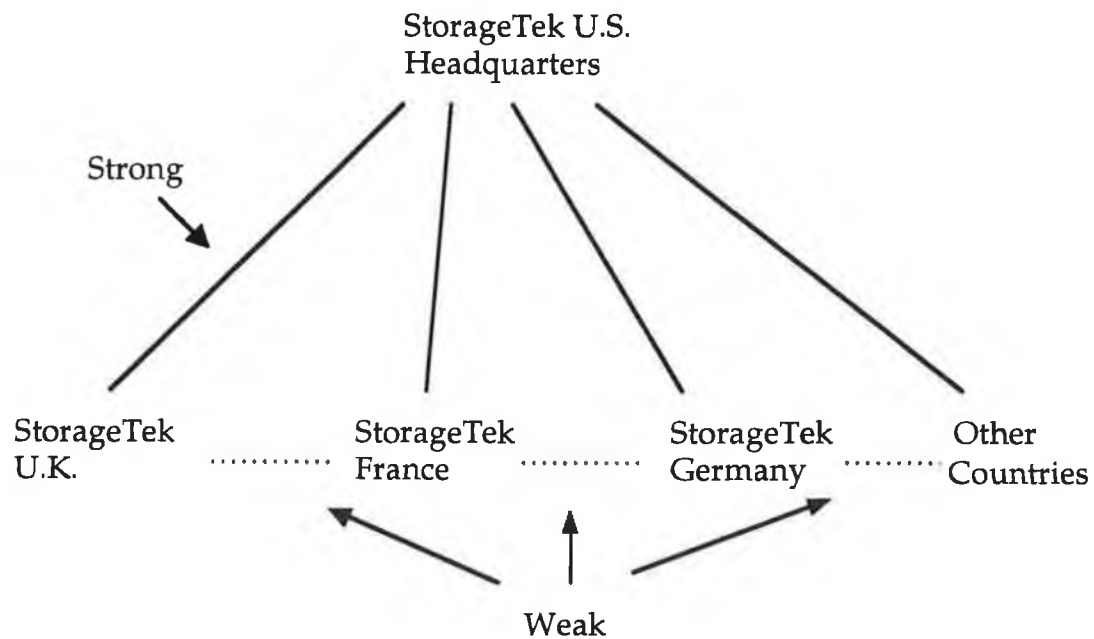 StorageTek U.S.
Headquarters
Strong
StorageTek
U.K.
StorageTek
France
StorageTek
Germany
Other
Countries
Weak